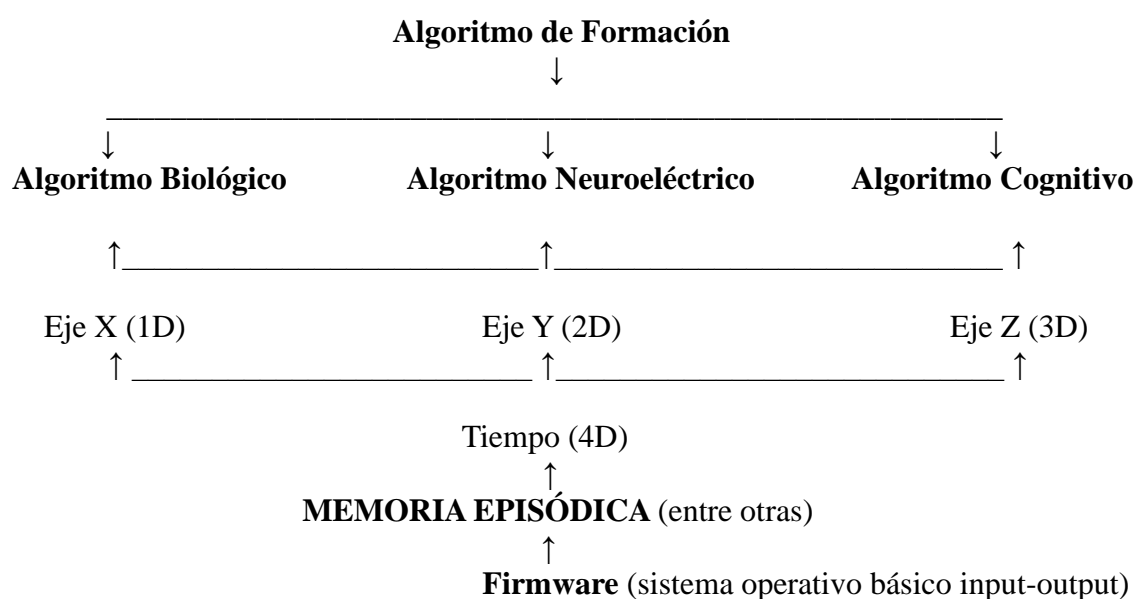 Algoritmo de Formación
↓
↓ ↓ ↓
Algoritmo Biológico Algoritmo Neuroeléctrico Algoritmo Cognitivo
↑ ↑ ↑
Eje X (1D) Eje Y (2D) Eje Z (3D)
↑ ↑ ↑
Tiempo (4D)
↑
MEMORIA EPISÓDICA (entre otras)
↑
Firmware (sistema operativo básico input-output)